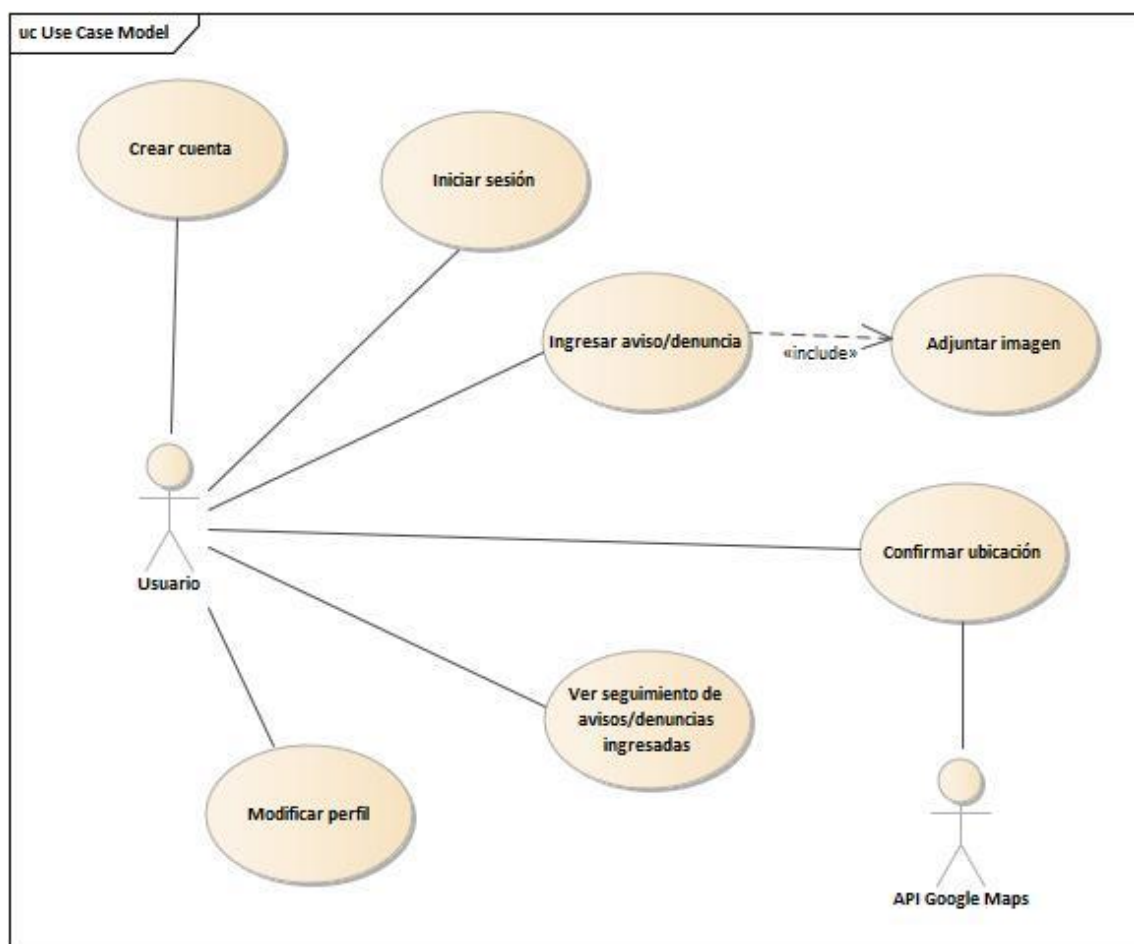 uc Use Case Model
Crear cuenta
Iniciar sesión
Ingresar aviso/denuncia
«include»
Adjuntar imagen
Confirmar ubicación
Usuario
Ver seguimiento de
avisos/denuncias
ingresadas
Modificar perfil
API Google Maps